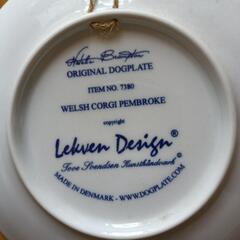 ORIGINAL DOGPLATE
ITEM NO. 7380
WELSH CORGI PEMBROKE
copyright
Lekven Design®
Tove Svendsen Kunsthåndværk
MADE IN DENMARK - WWW.DOGPLATE.COM